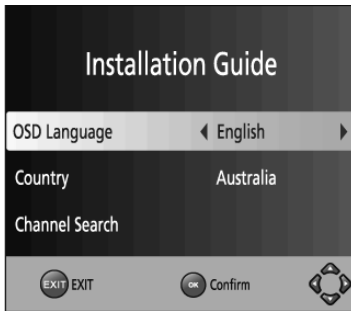 Installation Guide
OSD Language English
Country Australia
Channel Search
EXIT EXIT OK Confirm